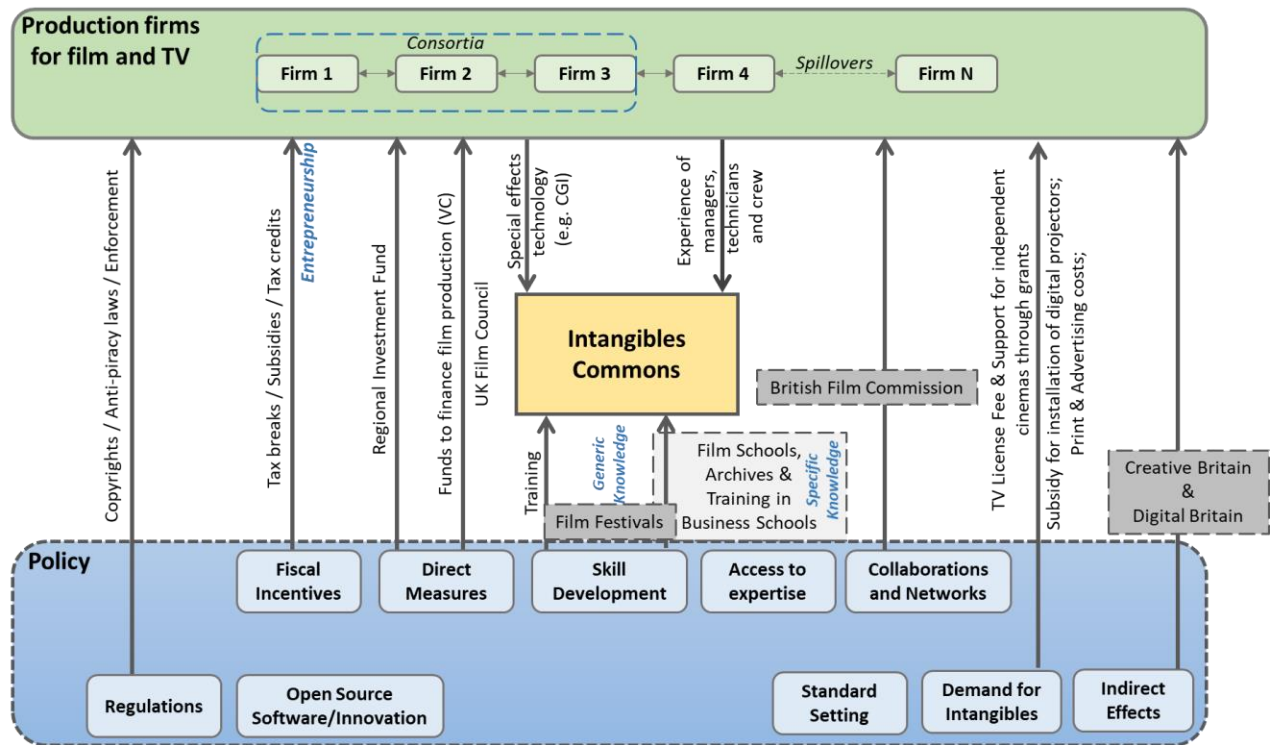 Production firms
for film and TV
Consortia
Firm 1
Firm 2
Firm 3
Firm 4
Spillovers
Firm N
Copyrights / Anti-piracy laws / Enforcement
Tax breaks / Subsidies / Tax credits
Entrepreneurship
Regional Investment Fund
Funds to finance film production (VC)
UK Film Council
Special effects
technology
(e.g. CGI)
Experience of
managers,
technicians
and crew
Intangibles
Commons
British Film Commission
TV License Fee & Support for independent
cinemas through grants
Subsidy for installation of digital projectors;
Print & Advertising costs;
Creative Britain
&
Digital Britain
Training
Generic
Knowledge
Film Schools,
Archives &
Training in
Business Schools
Specific
Knowledge
Film Festivals
Policy
Fiscal
Incentives
Direct
Measures
Skill
Development
Access to
expertise
Collaborations
and Networks
Regulations
Open Source
Software/Innovation
Standard
Setting
Demand for
Intangibles
Indirect
Effects